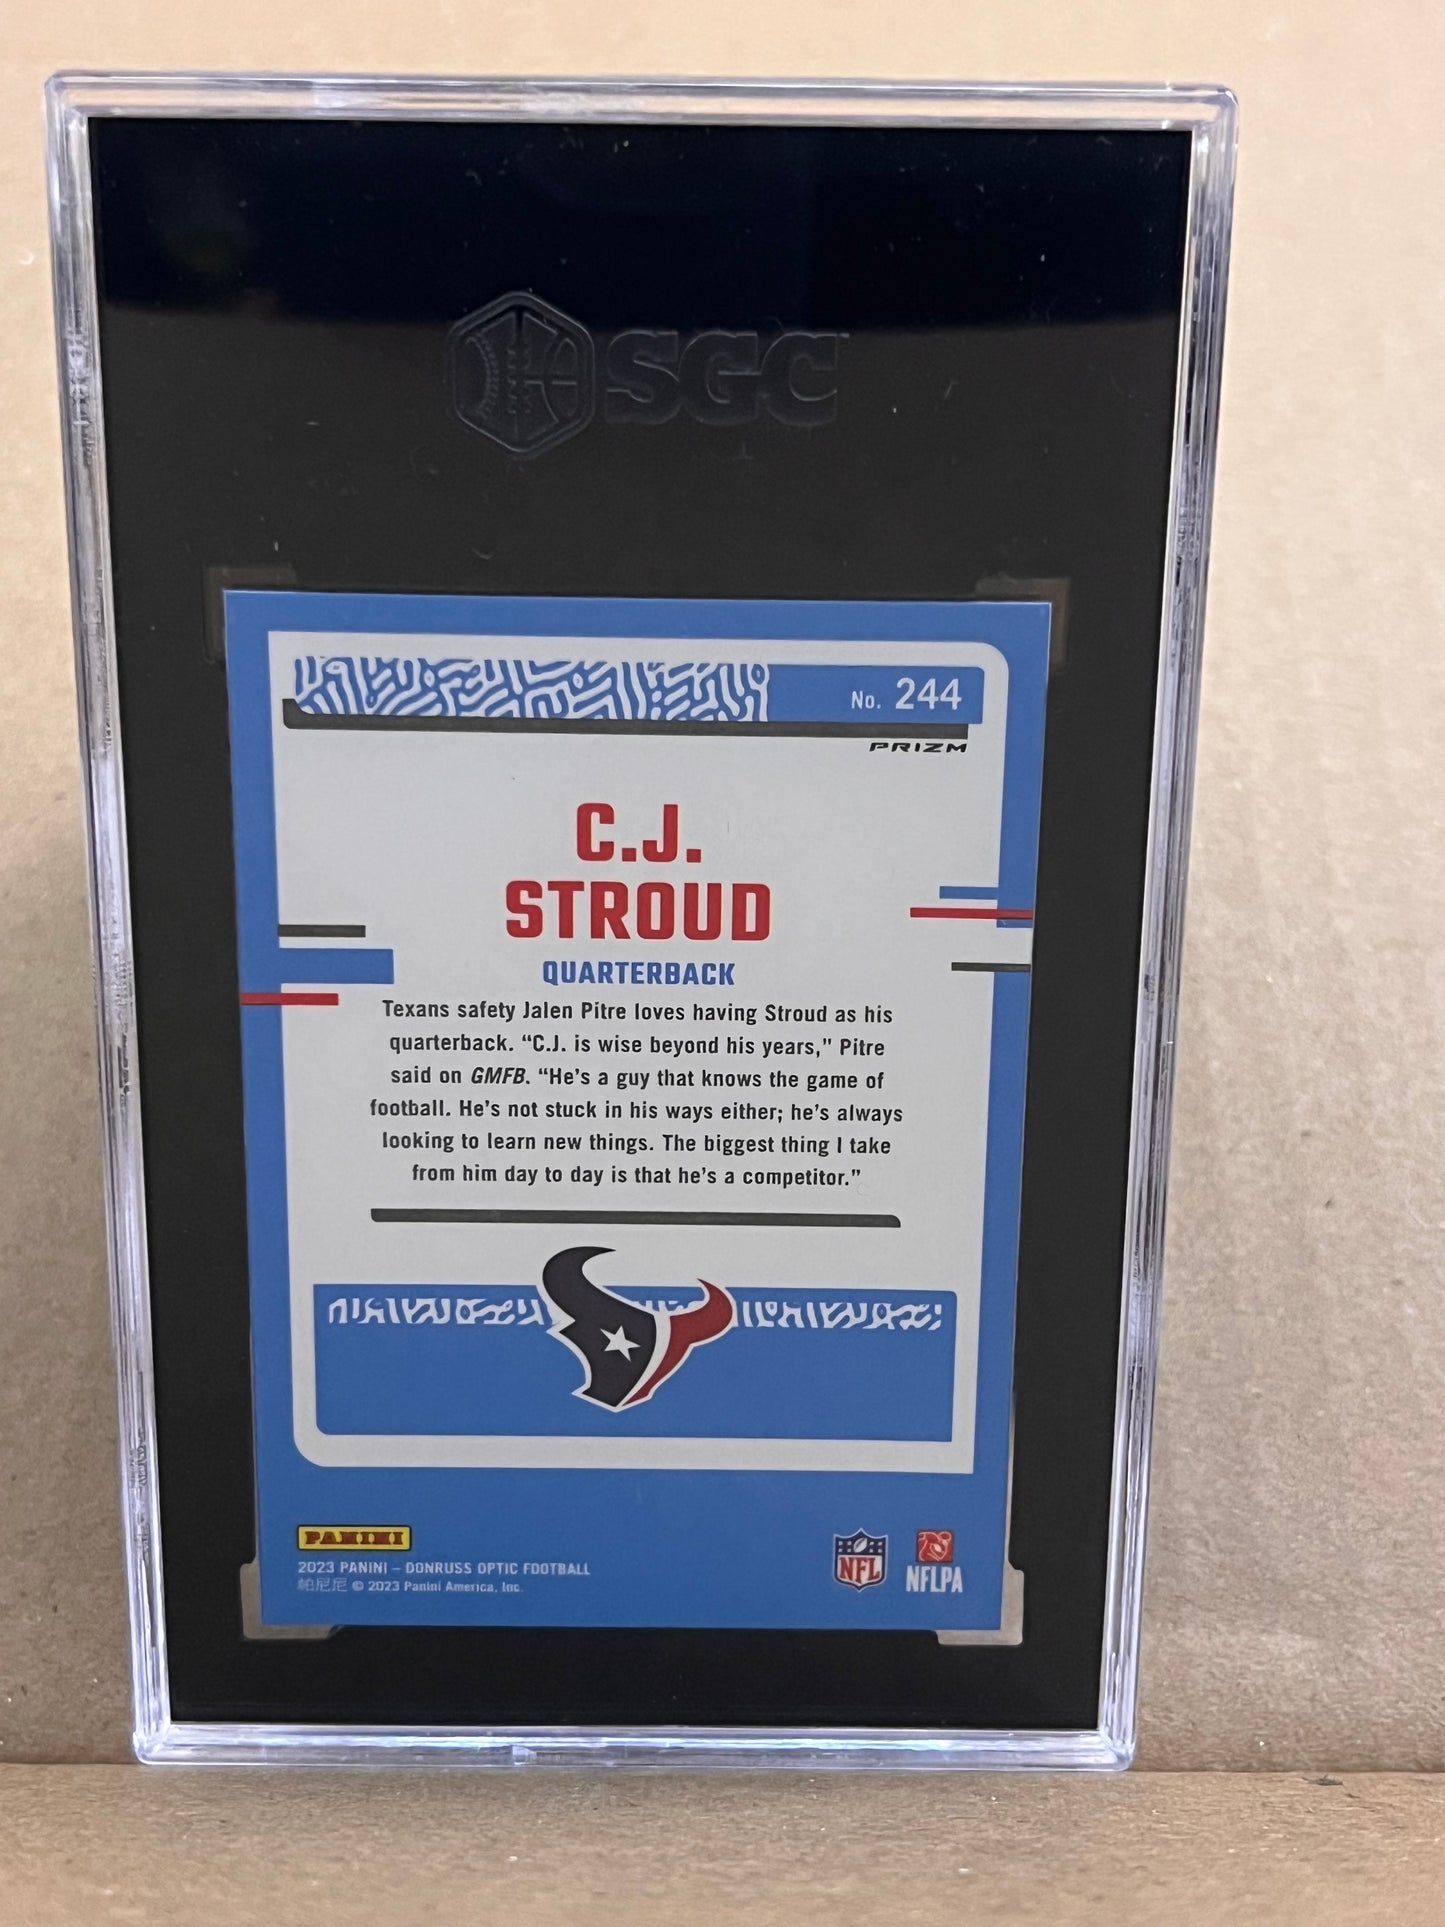 SGC
No. 244
PRIZM
C.J.
STROUD
QUARTERBACK
Texans safety Jalen Pitre loves having Stroud as his
quarterback. “C.J. is wise beyond his years,” Pitre
said on GMFB. “He’s a guy that knows the game of
football. He’s not stuck in his ways either; he’s always
looking to learn new things. The biggest thing I take
from him day to day is that he’s a competitor.”
PANINI
2023 PANINI – DONRUSS OPTIC FOOTBALL
帕尼尼 © 2023 Panini America, Inc.
NFL
NFLPA